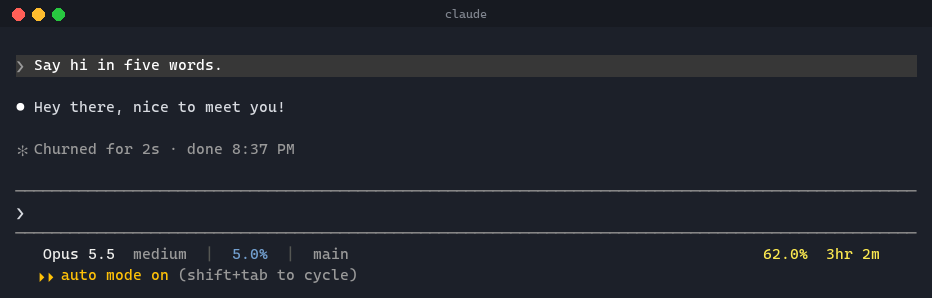 claude
❯ Say hi in five words.
● Hey there, nice to meet you!
✻ Churned for 2s · done 8:37 PM
❯
Opus 5.5 medium | 5.0% | main 62.0% 3hr 2m
⏵⏵ auto mode on (shift+tab to cycle)